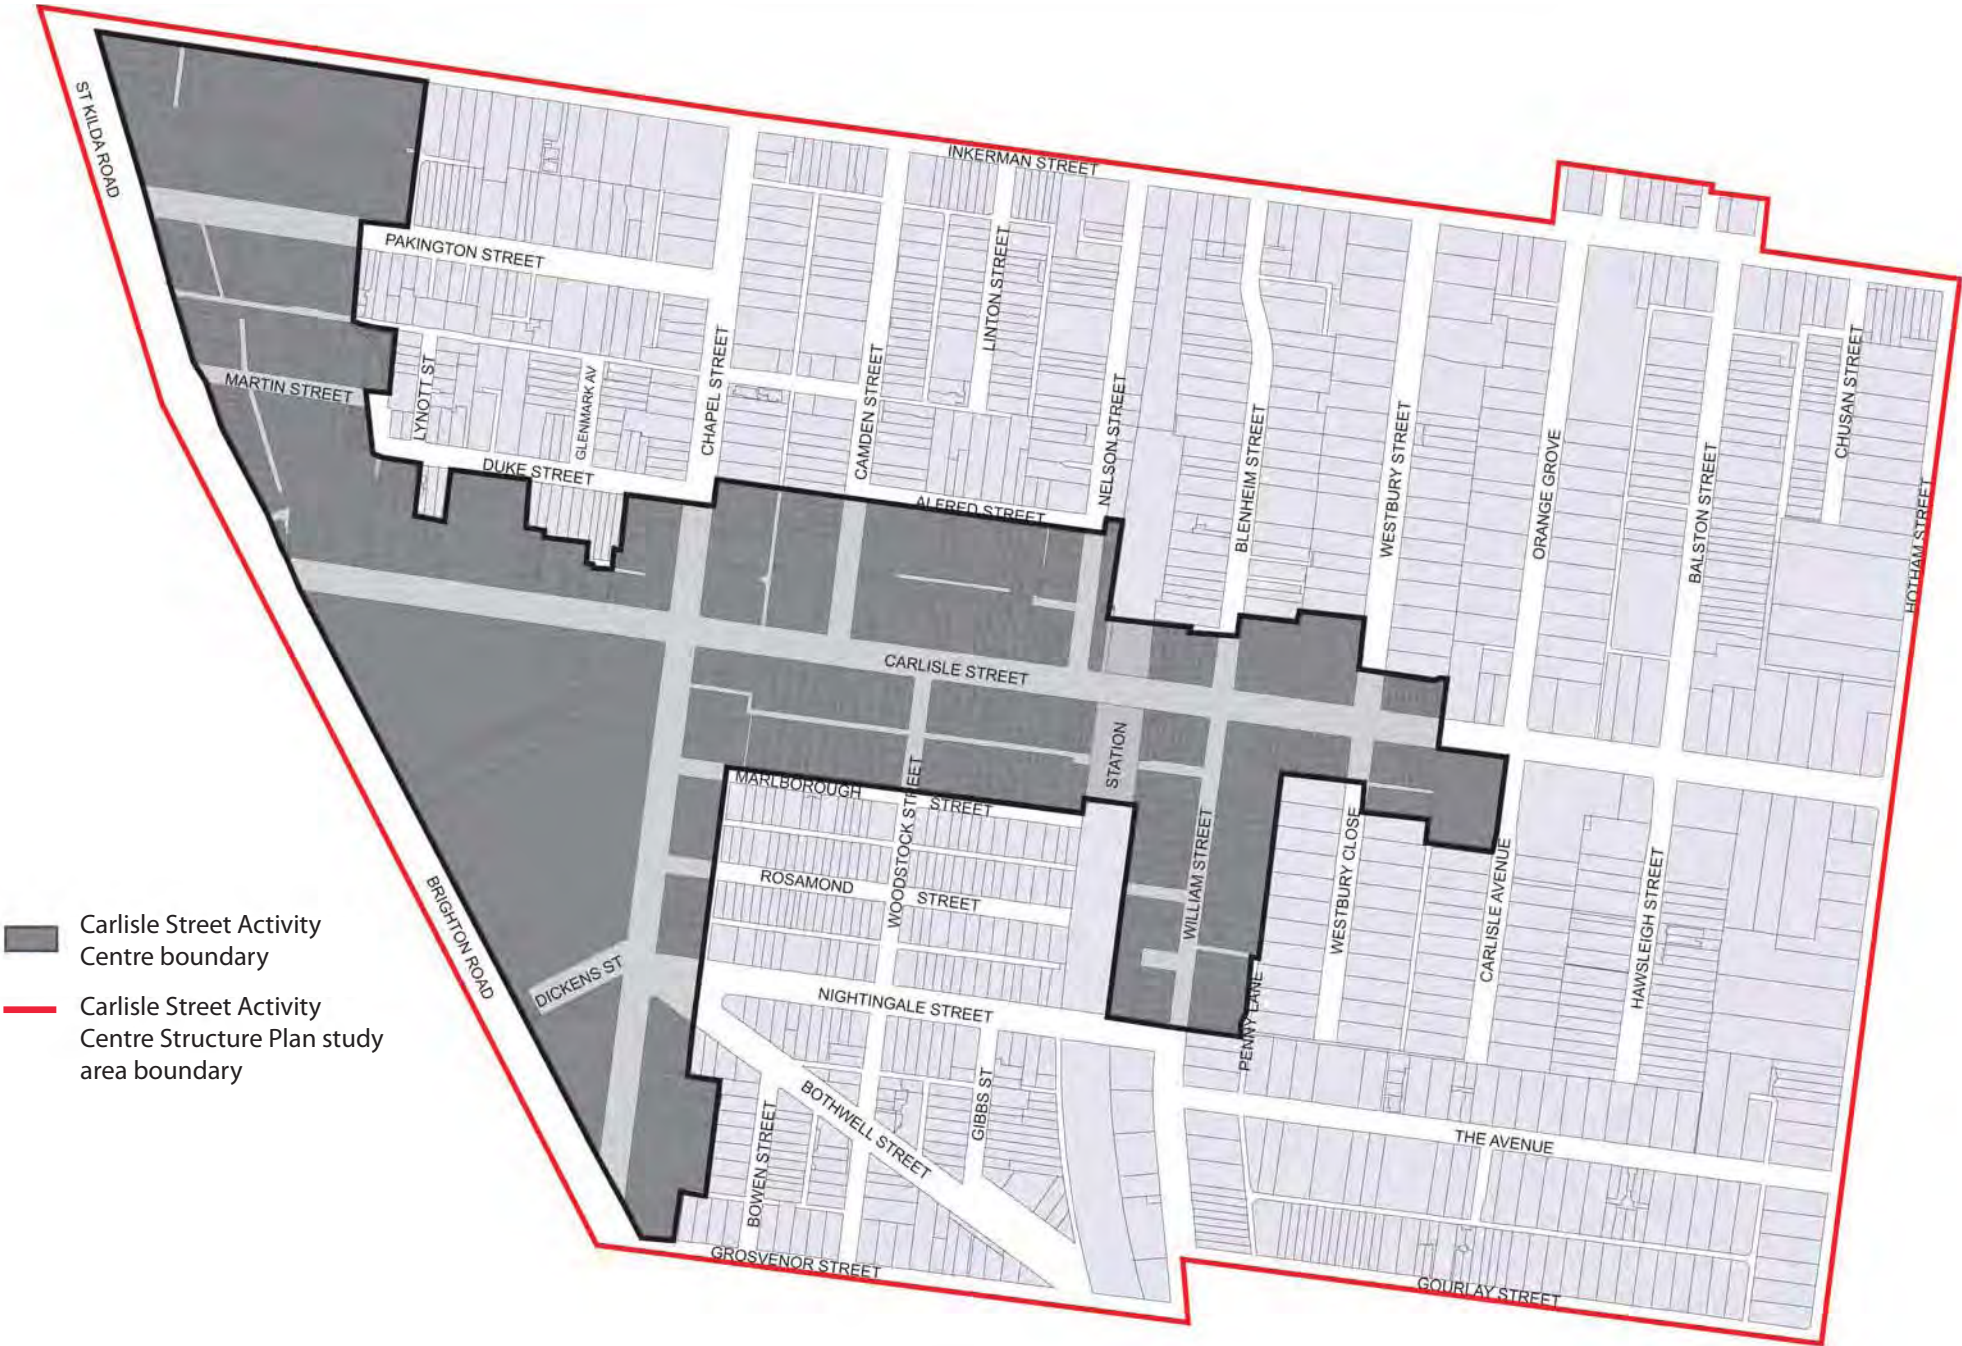 INKERMAN STREET
ST KILDA ROAD
PAKINGTON STREET
LINTON STREET
MARTIN STREET
LYNOTT ST
GLENMARK AV
CHAPEL STREET
CAMDEN STREET
NELSON STREET
BLENHEIM STREET
WESTBURY STREET
ORANGE GROVE
BALSTON STREET
CHUSAN STREET
HOTHAM STREET
DUKE STREET
ALFRED STREET
CARLISLE STREET
STATION
MARLBOROUGH
STREET
WOODSTOCK STREET
ROSAMOND
STREET
WILLIAM STREET
WESTBURY CLOSE
CARLISLE AVENUE
HAWSLEIGH STREET
BRIGHTON ROAD
DICKENS ST
NIGHTINGALE STREET
PENNY LANE
BOTHWELL STREET
GIBBS ST
BOWEN STREET
THE AVENUE
GROSVENOR STREET
GOURLAY STREET
Carlisle Street Activity
Centre boundary
Carlisle Street Activity
Centre Structure Plan study
area boundary